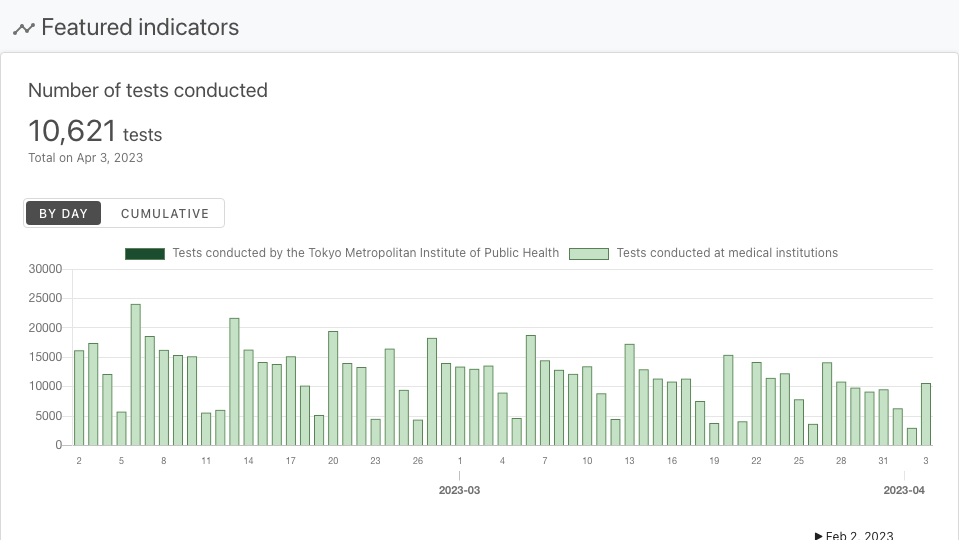 Featured indicators
Number of tests conducted
10,621 tests
Total on Apr 3, 2023
BY DAY CUMULATIVE
Tests conducted by the Tokyo Metropolitan Institute of Public Health Tests conducted at medical institutions
30000
25000
20000
15000
10000
5000
0
2 5 8 11 14 17 20 23 26 1 4 7 10 13 16 19 22 25 28 31 3
2023-03 2023-04
▶ Feb 2, 2023